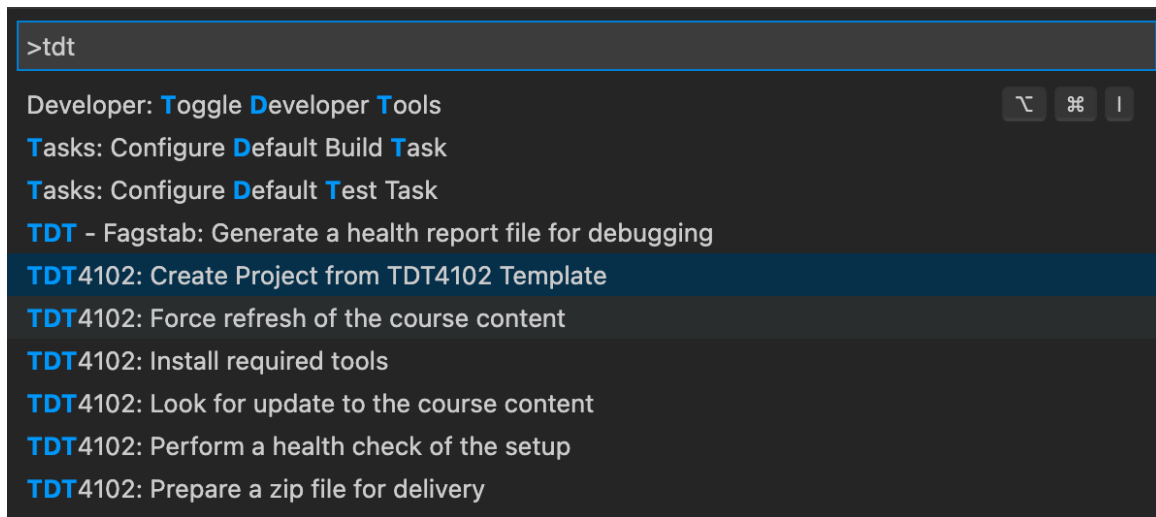 >tdt
Developer: Toggle Developer Tools ⌥ ⌘ I
Tasks: Configure Default Build Task
Tasks: Configure Default Test Task
TDT - Fagstab: Generate a health report file for debugging
TDT4102: Create Project from TDT4102 Template
TDT4102: Force refresh of the course content
TDT4102: Install required tools
TDT4102: Look for update to the course content
TDT4102: Perform a health check of the setup
TDT4102: Prepare a zip file for delivery